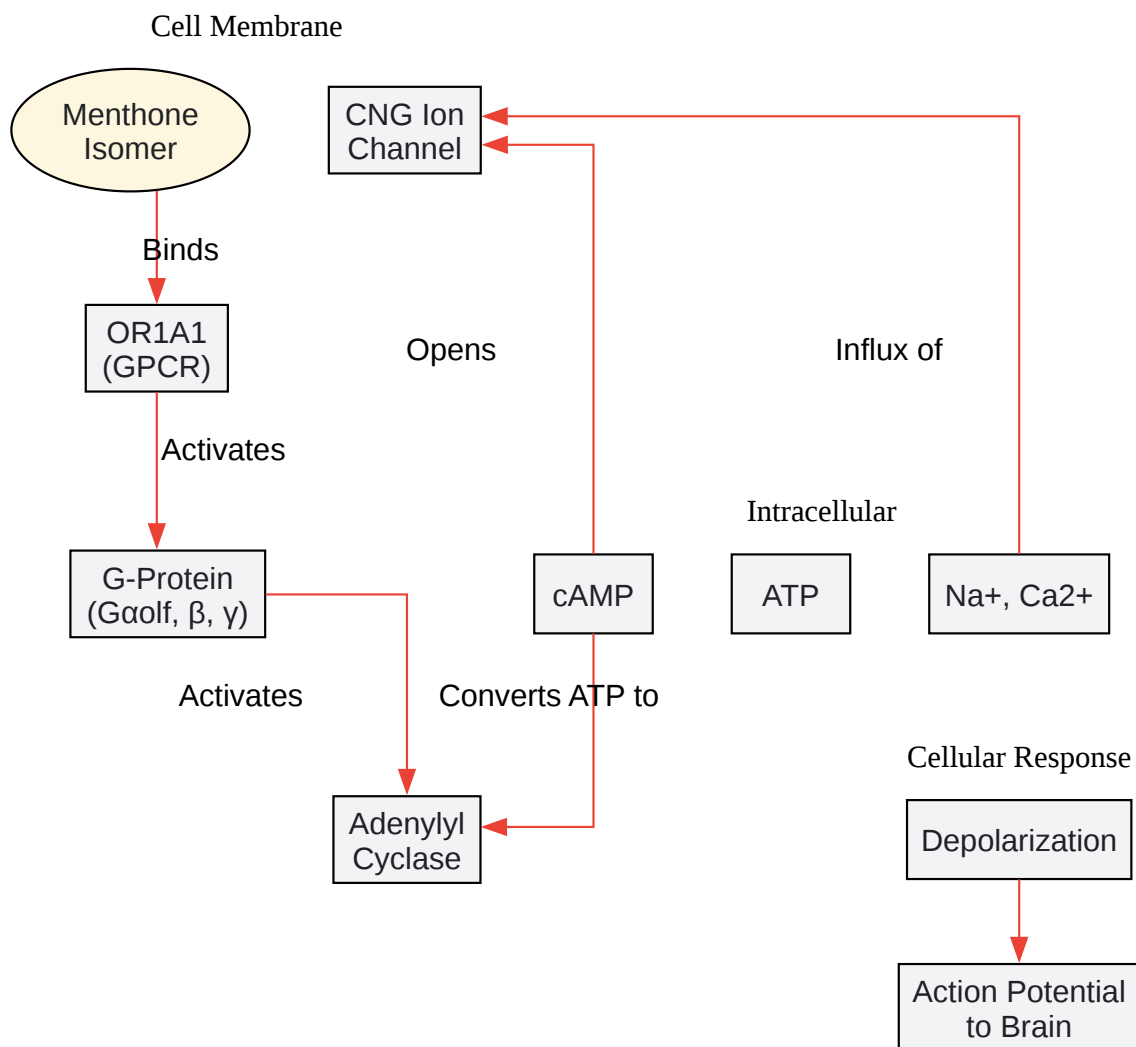 Cell Membrane
Menthone
Isomer
CNG Ion
Channel
Binds
OR1A1
(GPCR)
Opens
Influx of
Activates
Intracellular
G-Protein
(Gαolf, β, γ)
cAMP
ATP
Na+, Ca2+
Activates
Converts ATP to
Cellular Response
Adenylyl
Cyclase
Depolarization
Action Potential
to Brain